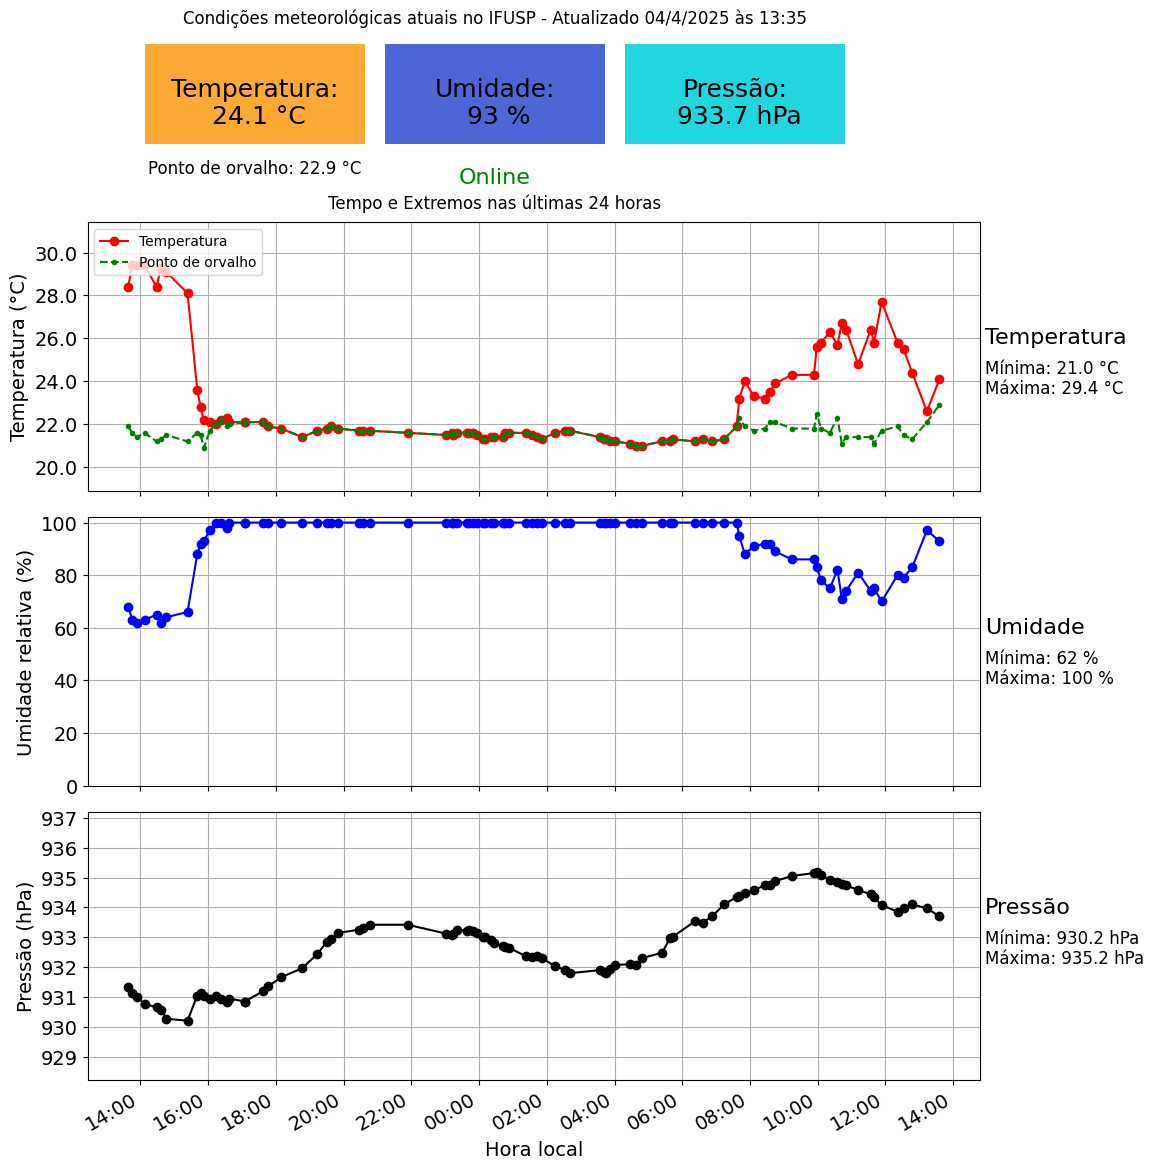 Condições meteorológicas atuais no IFUSP - Atualizado 04/4/2025 às 13:35
Temperatura:
24.1 °C
Umidade:
93 %
Pressão:
933.7 hPa
Ponto de orvalho: 22.9 °C
Online
Tempo e Extremos nas últimas 24 horas
Temperatura (°C)
30.0
28.0
26.0
24.0
22.0
20.0
Temperatura
Ponto de orvalho
Temperatura
Mínima: 21.0 °C
Máxima: 29.4 °C
Umidade relativa (%)
100
80
60
40
20
0
Umidade
Mínima: 62 %
Máxima: 100 %
Pressão (hPa)
937
936
935
934
933
932
931
930
929
Pressão
Mínima: 930.2 hPa
Máxima: 935.2 hPa
14:00 16:00 18:00 20:00 22:00 00:00 02:00 04:00 06:00 08:00 10:00 12:00 14:00
Hora local